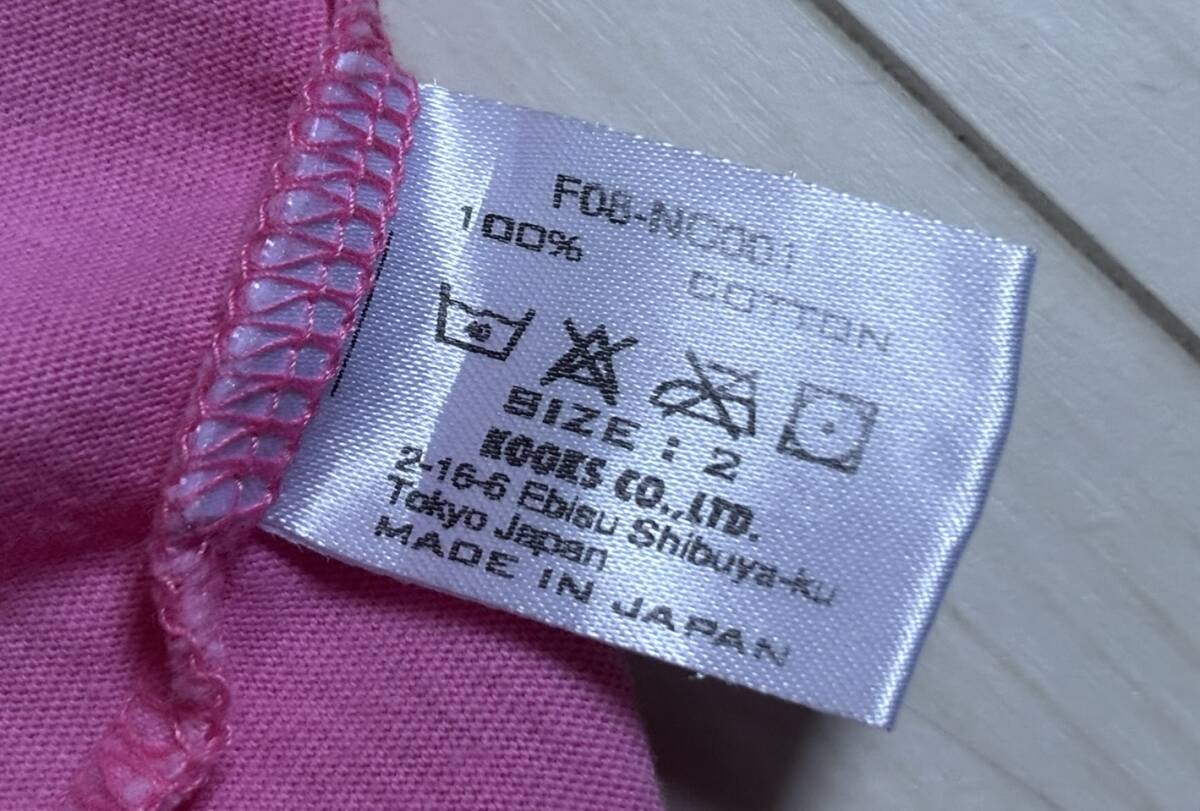 F08-NC001
100%
COTTON
SIZE : 2
KOOKS CO.,LTD.
2-16-6 Ebisu Shibuya-ku
Tokyo Japan
MADE IN JAPAN